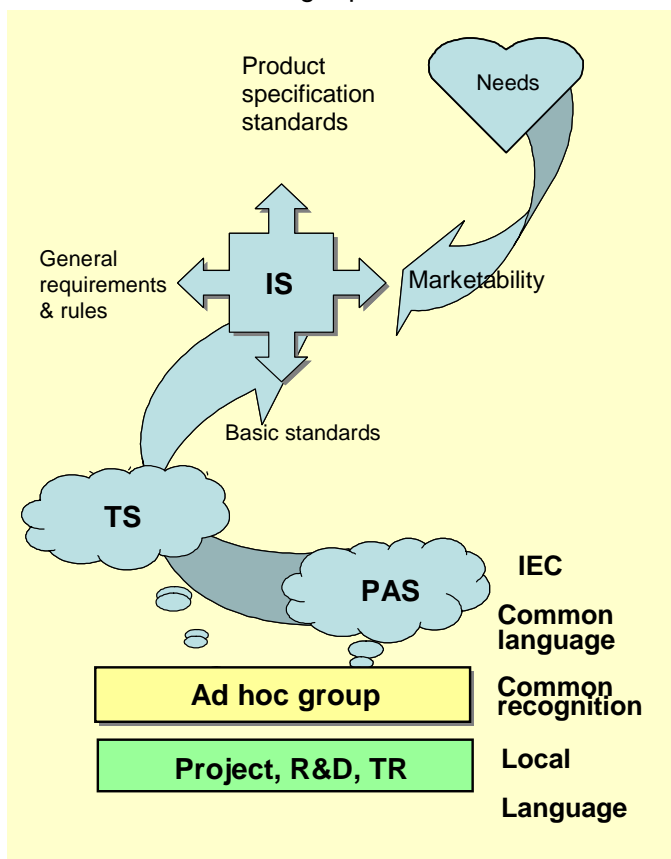 Product
specification
standards
Needs
General
requirements
& rules
IS
Marketability
Basic standards
TS
PAS
IEC
Common
language
Ad hoc group
Common
recognition
Project, R&D, TR
Local
Language